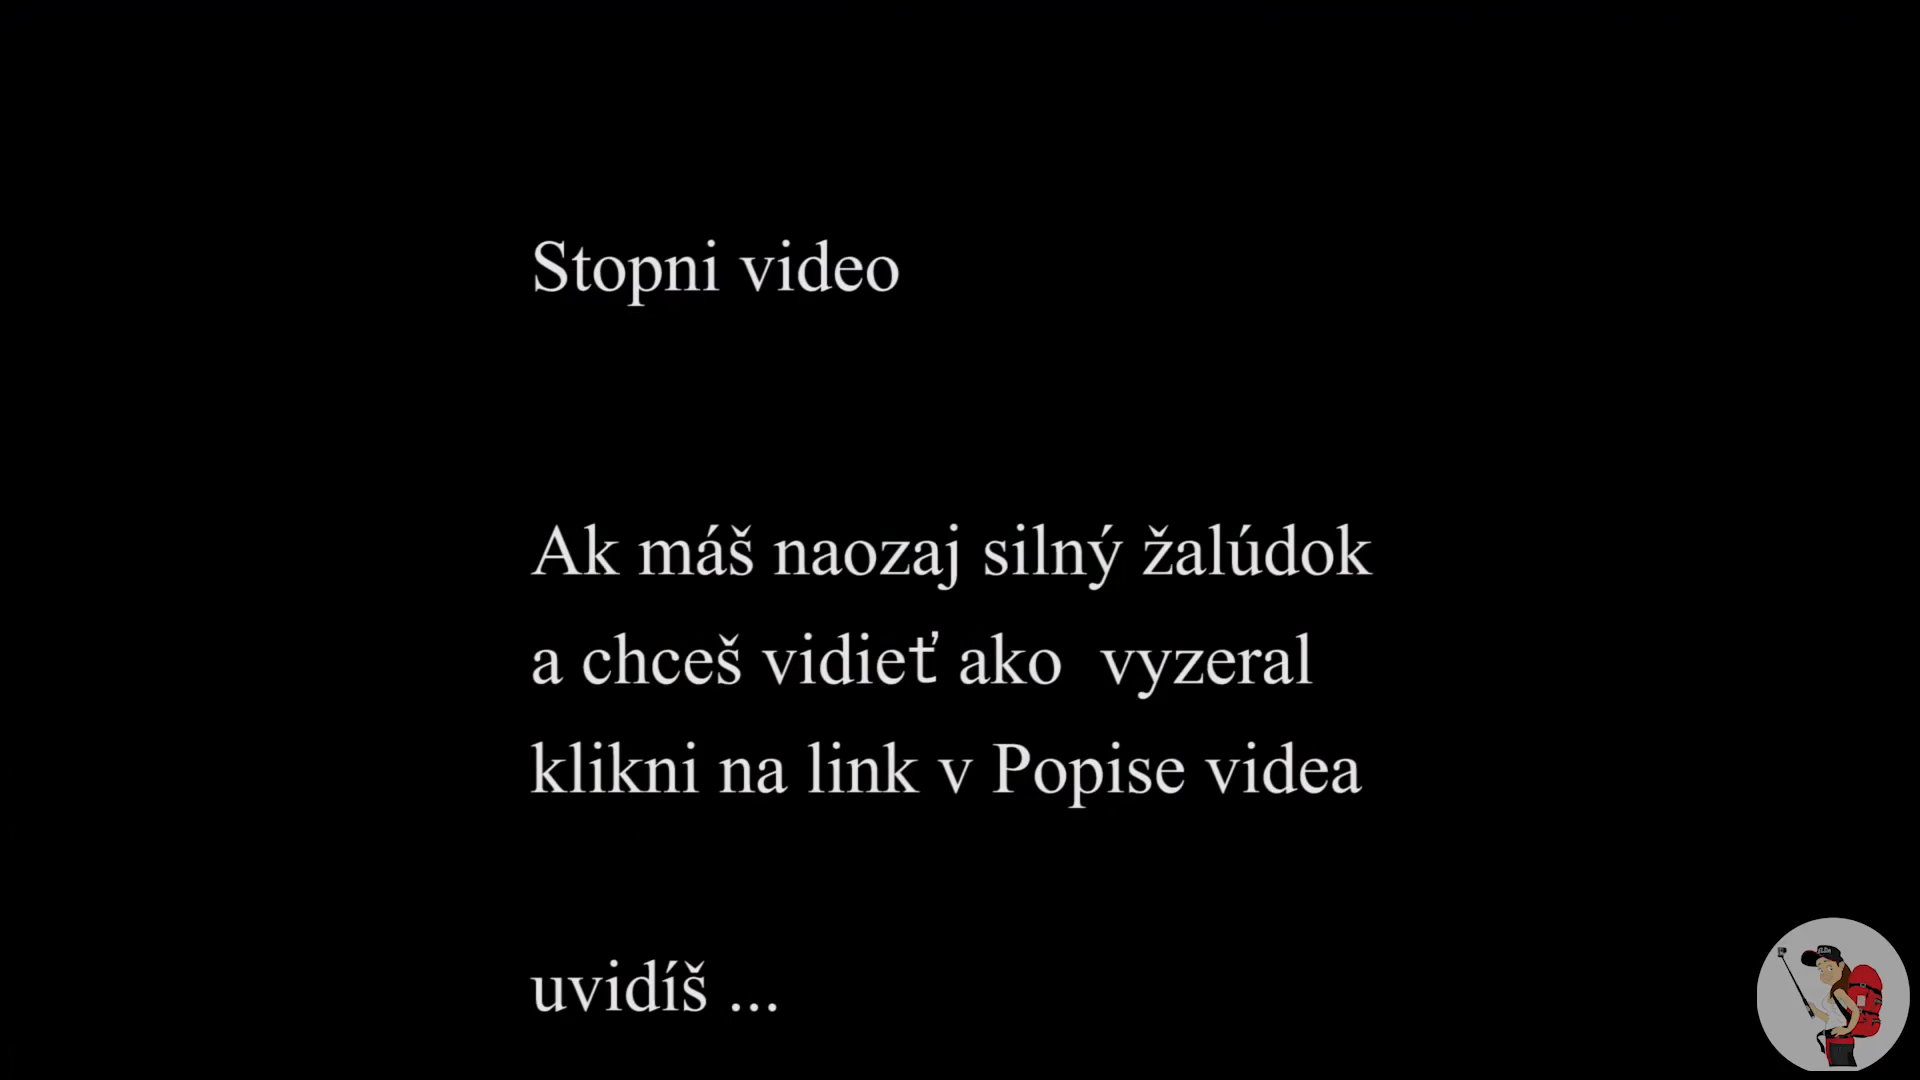 Stopni video
Ak máš naozaj silný žalúdok
a chceš vidieť ako vyzeral
klikni na link v Popise videa
uvidíš ...